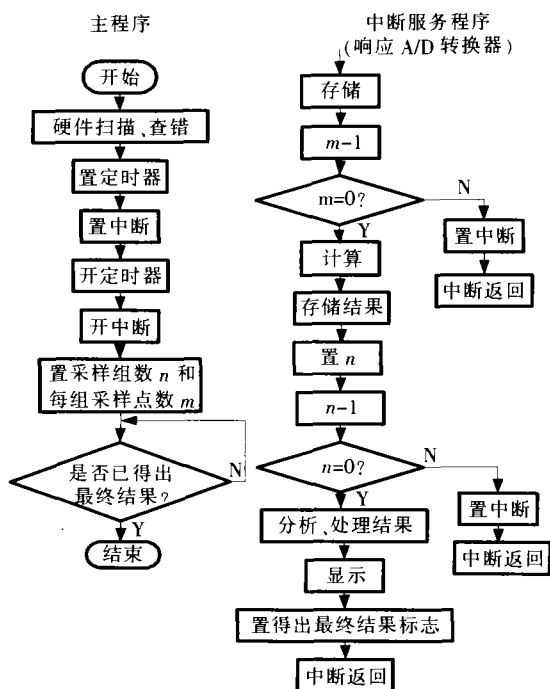 主程序
开始
硬件扫描、查错
置定时器
置中断
开定时器
开中断
置采样组数 n 和
每组采样点数 m
是否已得出
最终结果?
N
Y
结束
中断服务程序
(响应 A/D 转换器)
存储
m-1
m=0?
N
Y
置中断
中断返回
计算
存储结果
置 n
n-1
n=0?
N
Y
置中断
中断返回
分析、处理结果
显示
置得出最终结果标志
中断返回